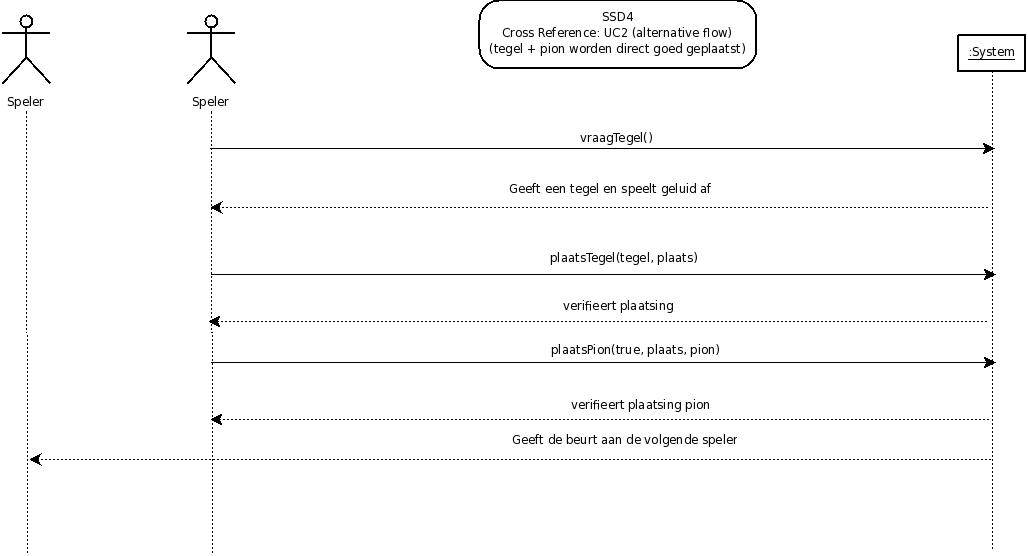 SSD4
Cross Reference: UC2 (alternative flow)
(tegel + pion worden direct goed geplaatst)
:System
Speler
Speler
vraagTegel()
Geeft een tegel en speelt geluid af
plaatsTegel(tegel, plaats)
verifieert plaatsing
plaatsPion(true, plaats, pion)
verifieert plaatsing pion
Geeft de beurt aan de volgende speler